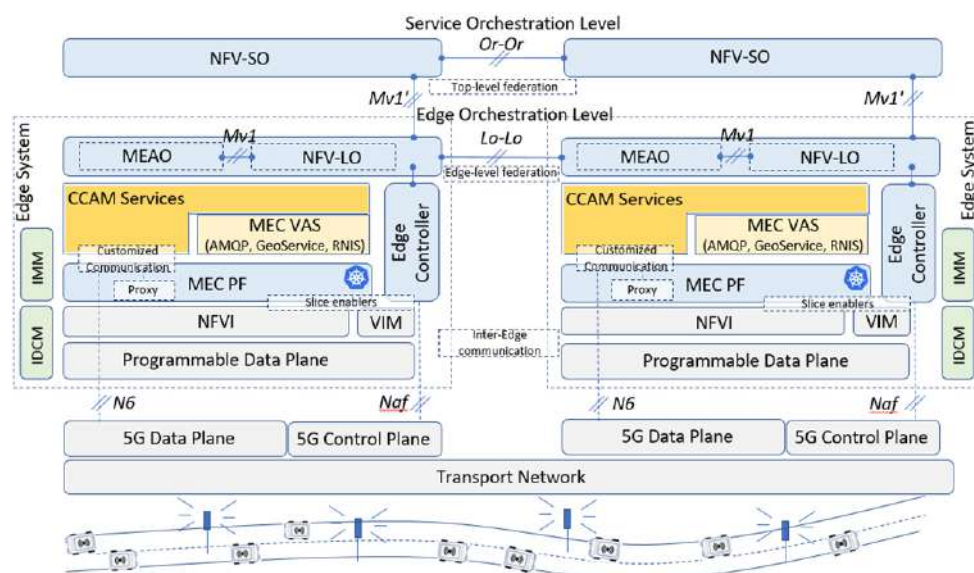 Service Orchestration Level
NFV-SO
Or-Or
NFV-SO
Top-level federation
Mv1'
Mv1'
Edge Orchestration Level
Edge System
MEAO
Mv1
NFV-LO
Lo-Lo
Edge-level federation
MEAO
Mv1
NFV-LO
Edge System
CCAM Services
MEC VAS
(AMQP, GeoService, RNIS)
Edge
Controller
Customized
Communication
Proxy
MEC PF
Slice enablers
IMM
IDCM
NFVI
VIM
Programmable Data Plane
Inter-Edge
communication
CCAM Services
MEC VAS
(AMQP, GeoService, RNIS)
Edge
Controller
Customized
Communication
Proxy
MEC PF
Slice enablers
IMM
IDCM
NFVI
VIM
Programmable Data Plane
N6
Naf
N6
Naf
5G Data Plane
5G Control Plane
5G Data Plane
5G Control Plane
Transport Network